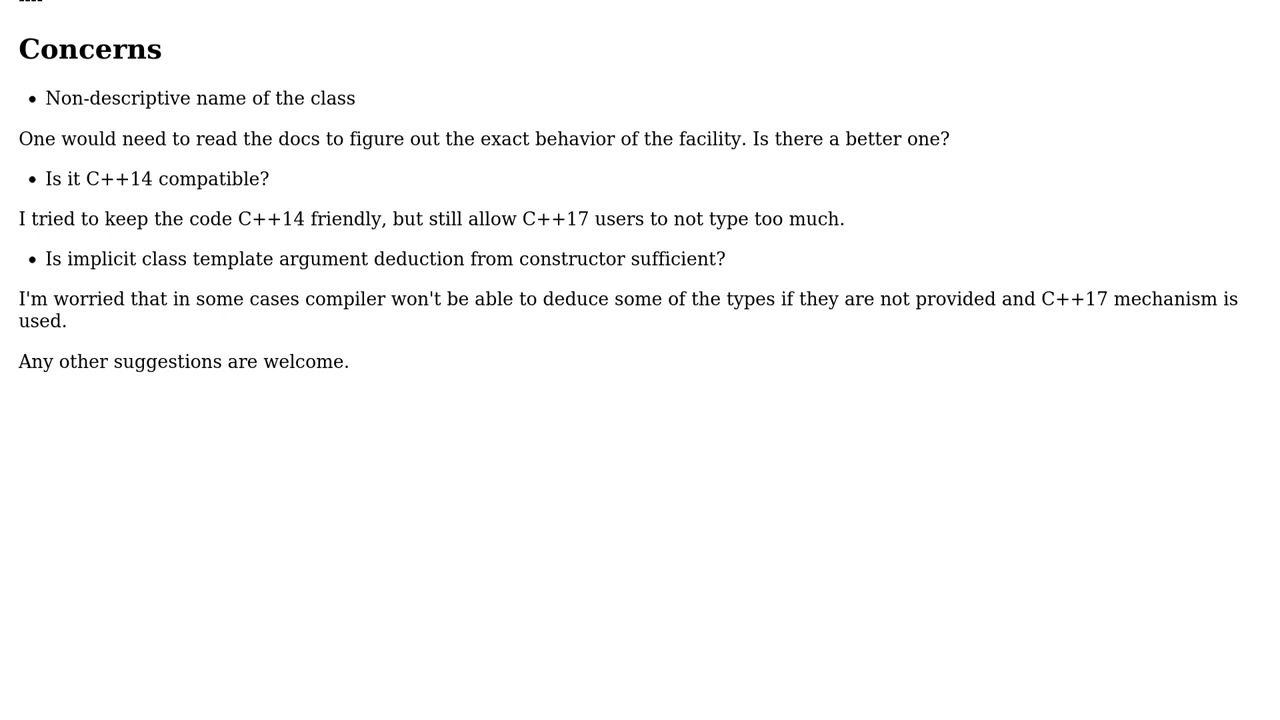 Concerns
• Non-descriptive name of the class
One would need to read the docs to figure out the exact behavior of the facility. Is there a better one?
• Is it C++14 compatible?
I tried to keep the code C++14 friendly, but still allow C++17 users to not type too much.
• Is implicit class template argument deduction from constructor sufficient?
I'm worried that in some cases compiler won't be able to deduce some of the types if they are not provided and C++17 mechanism is
used.
Any other suggestions are welcome.